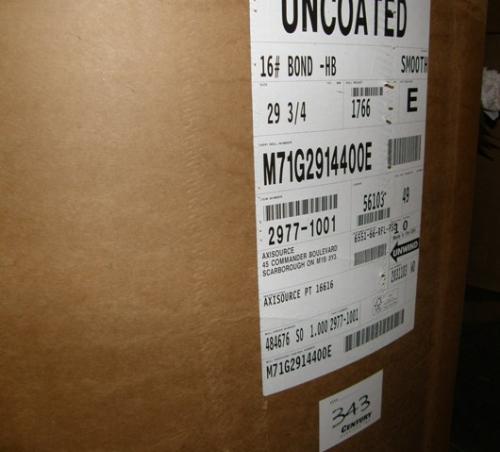 UNCOATED
16# BOND -HB SMOOTH
29 3/4 1766 E
M71G2914400E
56103 49
2977-1001
AXISOURCE
45 COMMANDER BOULEVARD
SCARBOROUGH ON M1B 3Y3
UNWIND
AXISOURCE PT 16616
484676 SO 1.000 2977-1001
M71G2914400E
343
CENTURY